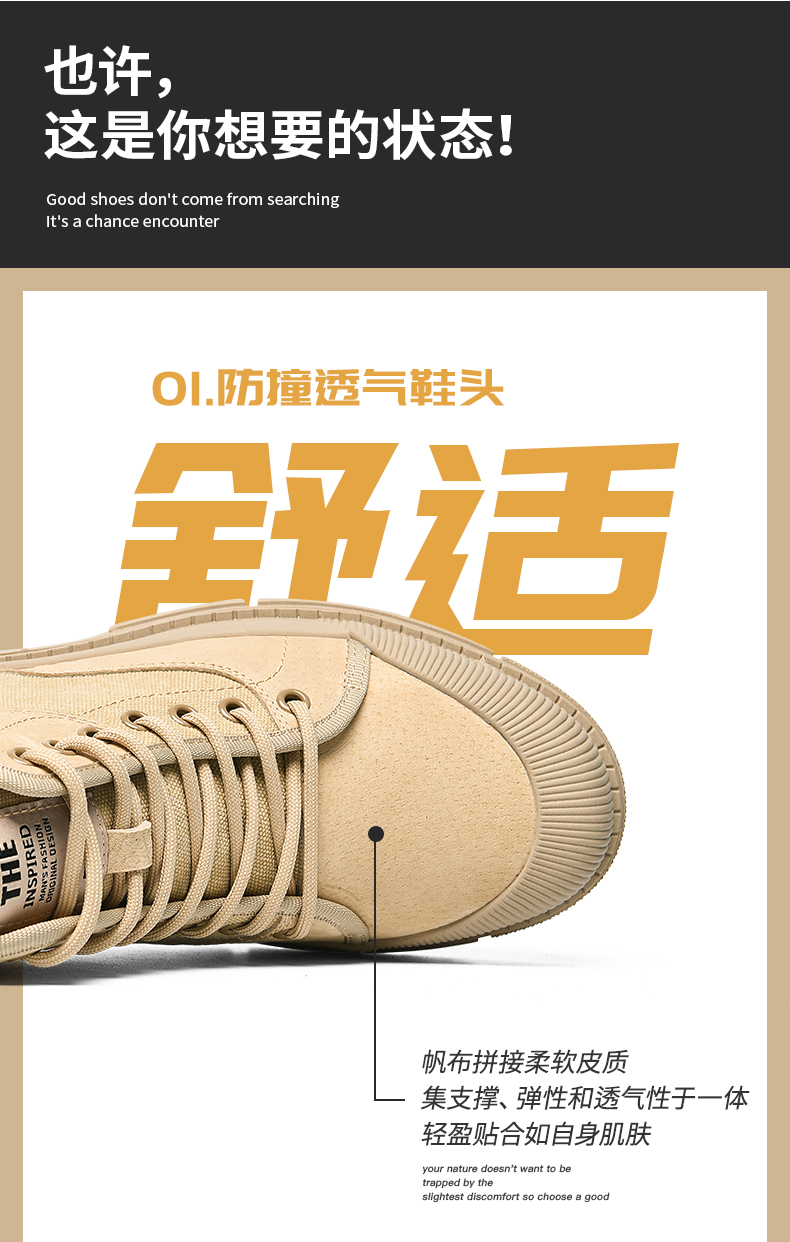 也许，
这是你想要的状态！
Good shoes don't come from searching
It's a chance encounter
01.防撞透气鞋头
舒适
THE
INSPIRED
MAN'S FASHION
ORIGINAL DESIGN
帆布拼接柔软皮质
集支撑、弹性和透气性于一体
轻盈贴合如自身肌肤
your nature doesn't want to be
trapped by the
slightest discomfort so choose a good